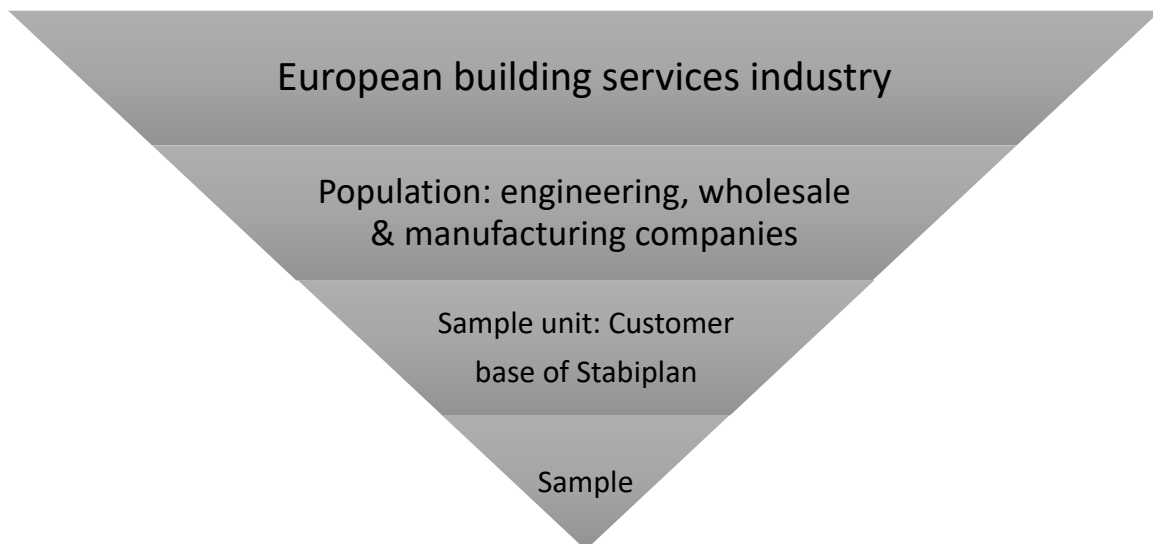 European building services industry
Population: engineering, wholesale
& manufacturing companies
Sample unit: Customer
base of Stabiplan
Sample